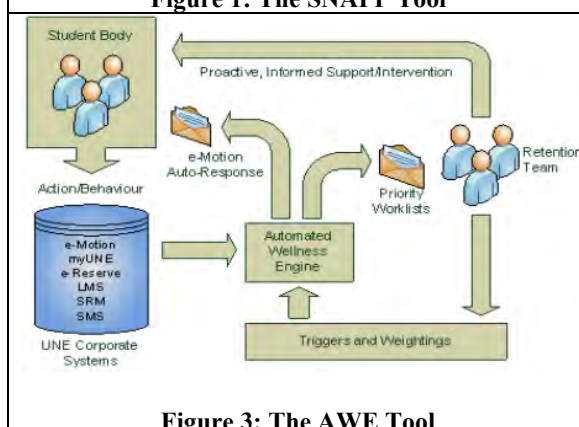 Figure 1: The SNAPP Tool
Student Body
Proactive, Informed Support/Intervention
e-Motion
Auto-Response
Priority
Worklists
Retention
Team
Action/Behaviour
e-Motion
myUNE
e-Reserve
LMS
SRM
SMS
Automated
Wellness
Engine
UNE Corporate
Systems
Triggers and Weightings
Figure 3: The AWE Tool